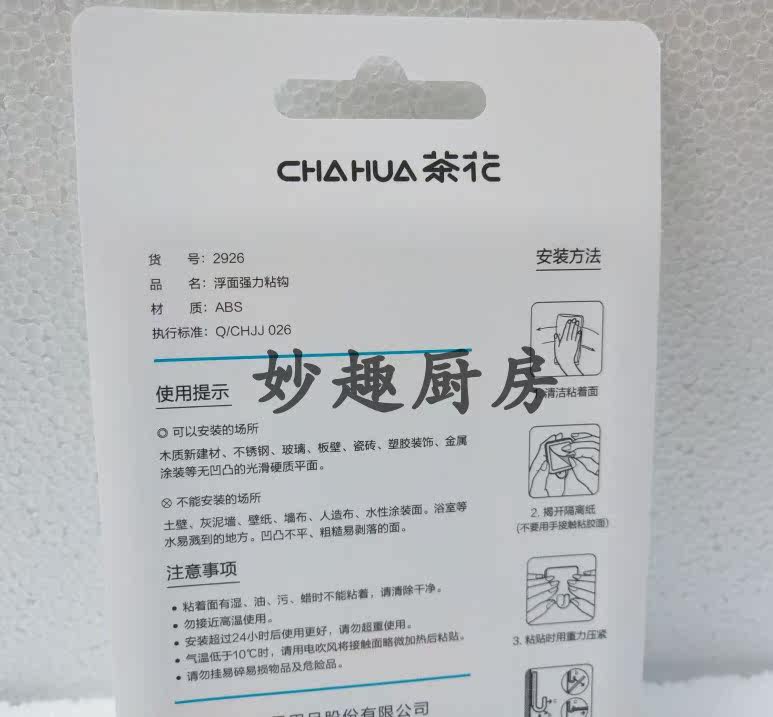 CHAHUA 茶花
货 号：2926
品 名：浮面强力粘钩
材 质：ABS
执行标准：Q/CHJJ 026
妙趣厨房
使用提示
◎ 可以安装的场所
木质新建材、不锈钢、玻璃、板壁、瓷砖、塑胶装饰、金属
涂装等无凹凸的光滑硬质平面。
⊗ 不能安装的场所
土壁、灰泥墙、壁纸、墙布、人造布、水性涂装面。浴室等
水易溅到的地方。凹凸不平、粗糙易剥落的面。
注意事项
• 粘着面有湿、油、污、蜡时不能粘着，请清除干净。
• 勿接近高温使用。
• 安装超过24小时后使用更好，请勿超重使用。
• 气温低于10℃时，请用电吹风将接触面略微加热后粘贴。
• 请勿挂易碎易损物品及危险品。
股份有限公司
安装方法
清洁粘着面
2. 揭开隔离纸
(不要用手接触粘胶面)
3. 粘贴时用重力压紧